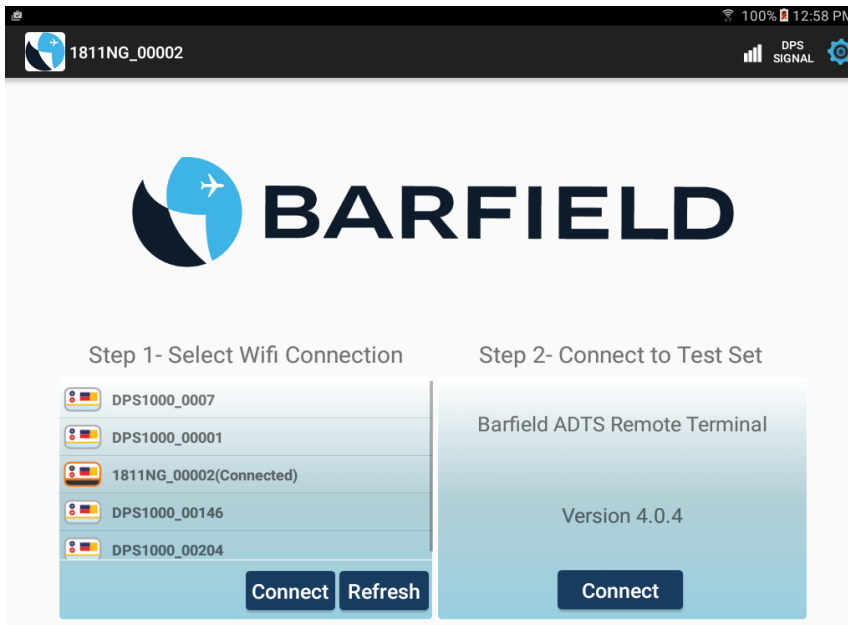 100% 12:58 PM
1811NG_00002
DPS
SIGNAL
BARFIELD
Step 1- Select Wifi Connection
DPS1000_0007
DPS1000_00001
1811NG_00002(Connected)
DPS1000_00146
DPS1000_00204
Connect Refresh
Step 2- Connect to Test Set
Barfield ADTS Remote Terminal
Version 4.0.4
Connect